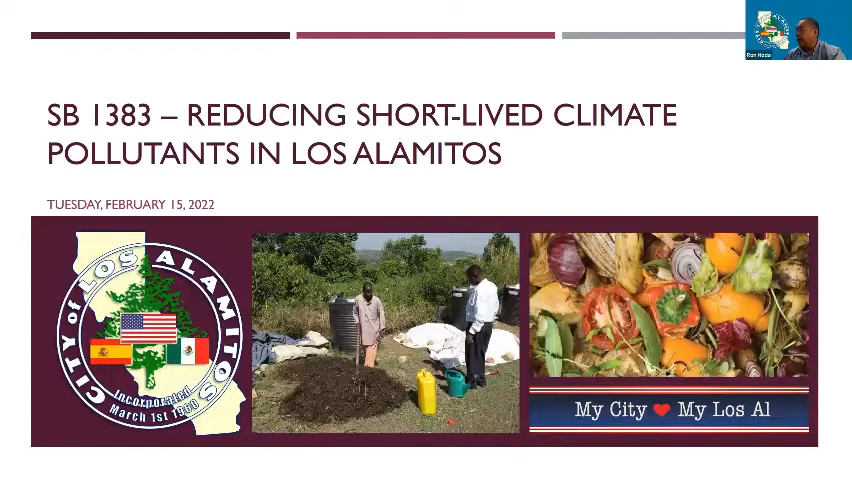 SB 1383 – REDUCING SHORT-LIVED CLIMATE
POLLUTANTS IN LOS ALAMITOS
TUESDAY, FEBRUARY 15, 2022
CITY of LOS ALAMITOS
Incorporated
March 1st 1960
My City ❤ My Los Al
Ron Noda